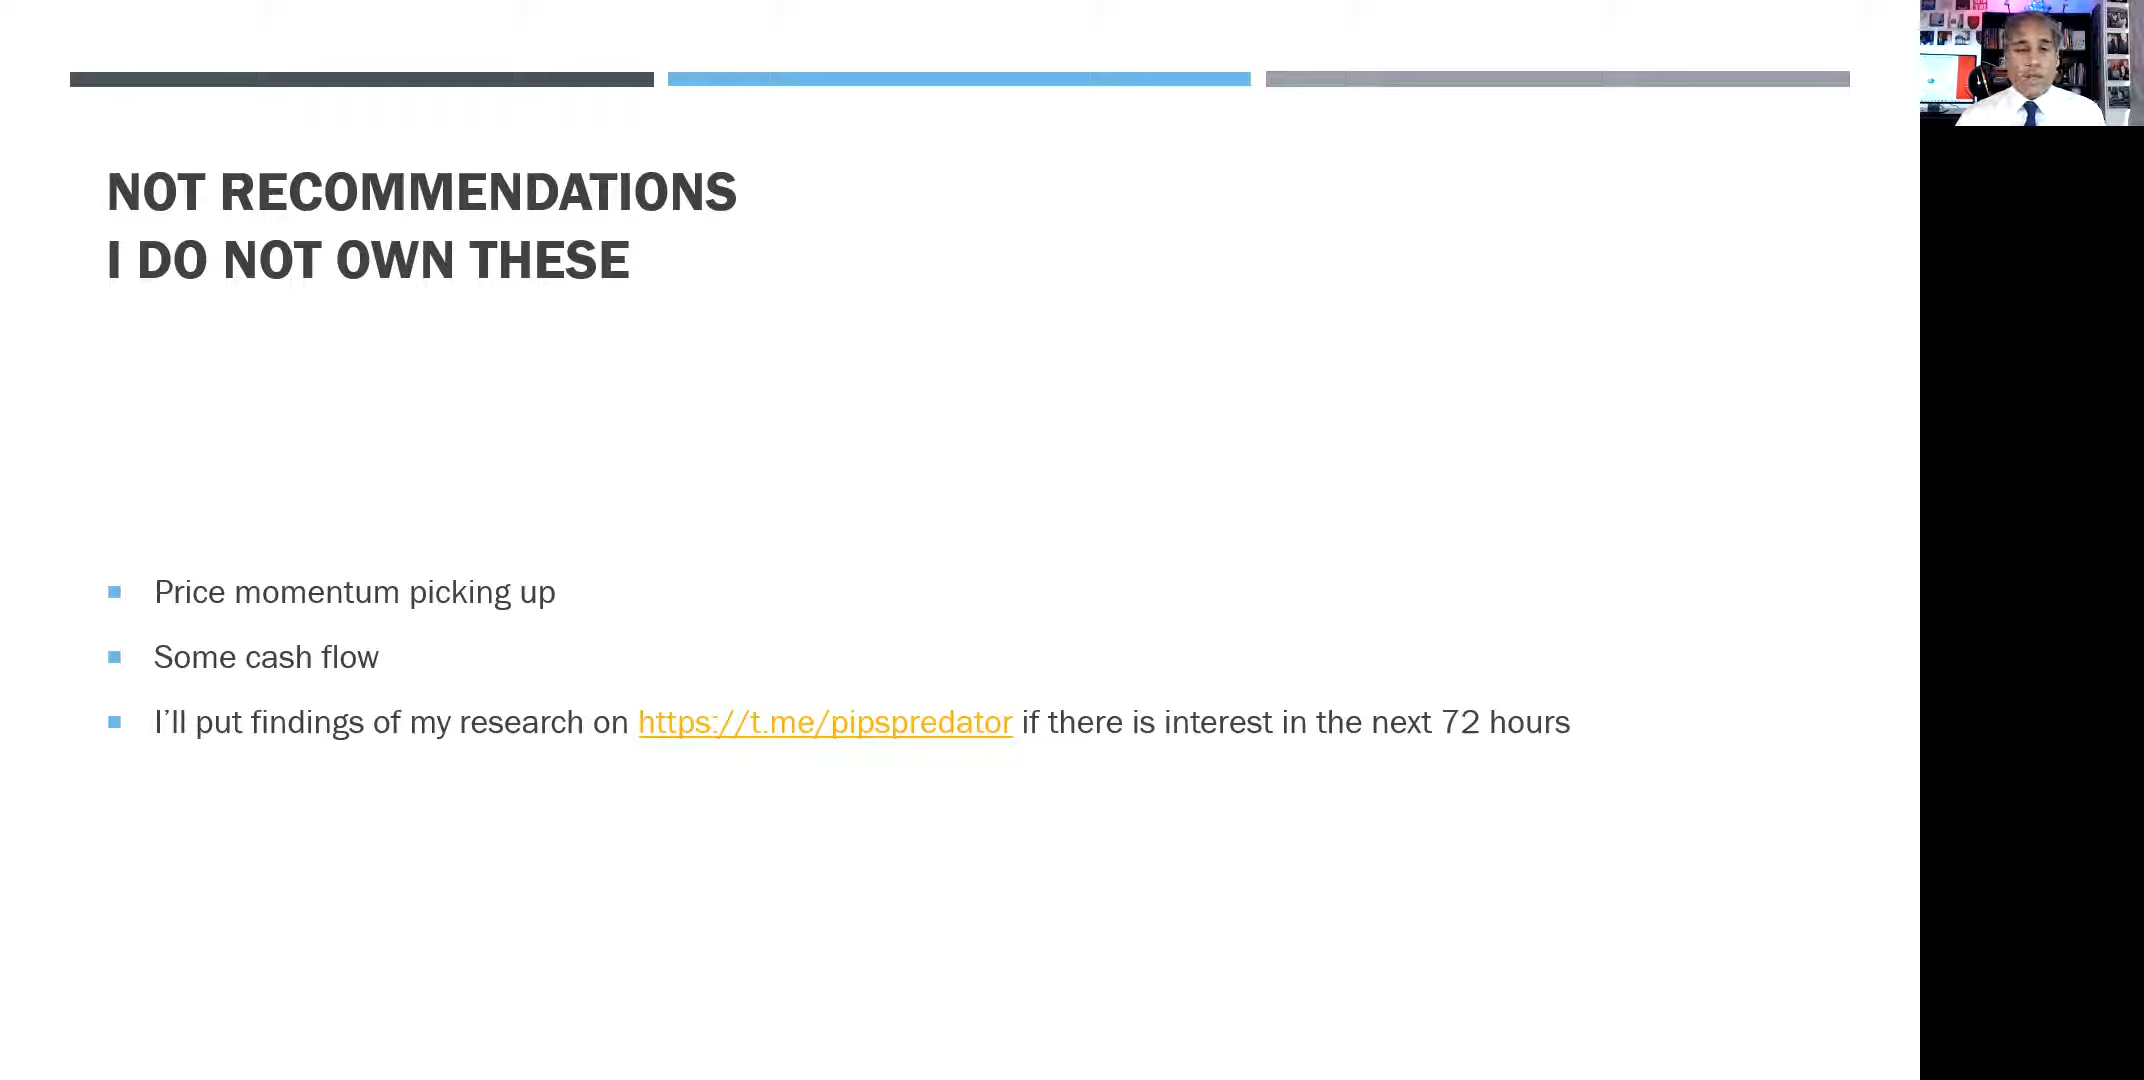 NOT RECOMMENDATIONS
I DO NOT OWN THESE
Price momentum picking up
Some cash flow
I’ll put findings of my research on https://t.me/pipspredator if there is interest in the next 72 hours